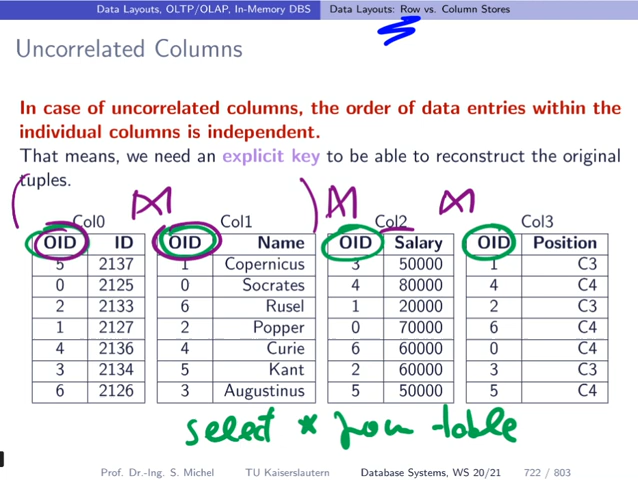 Data Layouts, OLTP/OLAP, In-Memory DBS Data Layouts: Row vs. Column Stores
Uncorrelated Columns
In case of uncorrelated columns, the order of data entries within the
individual columns is independent.
That means, we need an explicit key to be able to reconstruct the original
tuples.
Col0 Col1 Col2 Col3
OID ID OID Name OID Salary OID Position
5 2137 1 Copernicus 3 50000 1 C3
0 2125 0 Socrates 4 80000 4 C4
2 2133 6 Rusel 1 20000 2 C3
1 2127 2 Popper 0 70000 6 C4
4 2136 4 Curie 6 60000 0 C4
3 2134 5 Kant 2 60000 3 C3
6 2126 3 Augustinus 5 50000 5 C4
select * from table
Prof. Dr.-Ing. S. Michel TU Kaiserslautern Database Systems, WS 20/21 722 / 803